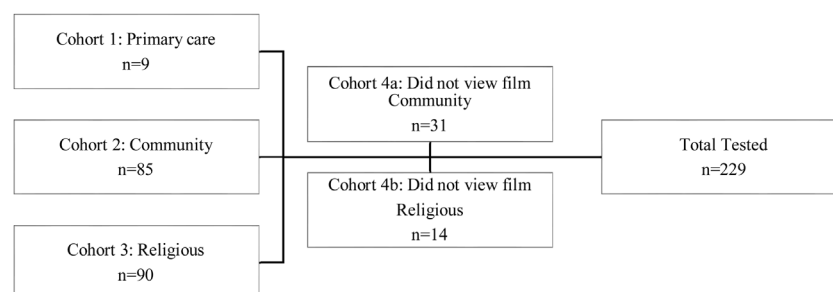 Cohort 1: Primary care
n=9
Cohort 2: Community
n=85
Cohort 3: Religious
n=90
Cohort 4a: Did not view film
Community
n=31
Cohort 4b: Did not view film
Religious
n=14
Total Tested
n=229